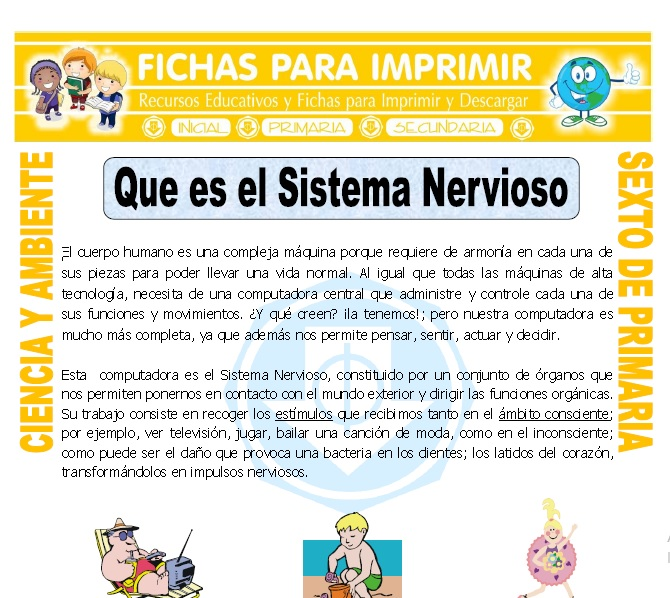 FICHAS PARA IMPRIMIR
Recursos Educativos y Fichas para Imprimir y Descargar
INICIAL PRIMARIA SECUNDARIA
CIENCIA Y AMBIENTE
SEXTO DE PRIMARIA
Que es el Sistema Nervioso
El cuerpo humano es una compleja máquina porque requiere de armonía en cada una de
sus piezas para poder llevar una vida normal. Al igual que todas las máquinas de alta
tecnología, necesita de una computadora central que administre y controle cada una de
sus funciones y movimientos. ¿Y qué creen? ¡la tenemos!; pero nuestra computadora es
mucho más completa, ya que además nos permite pensar, sentir, actuar y decidir.
Esta computadora es el Sistema Nervioso, constituido por un conjunto de órganos que
nos permiten ponernos en contacto con el mundo exterior y dirigir las funciones orgánicas.
Su trabajo consiste en recoger los estímulos que recibimos tanto en el ámbito consciente;
por ejemplo, ver televisión, jugar, bailar una canción de moda, como en el inconsciente;
como puede ser el daño que provoca una bacteria en los dientes; los latidos del corazón,
transformándolos en impulsos nerviosos.